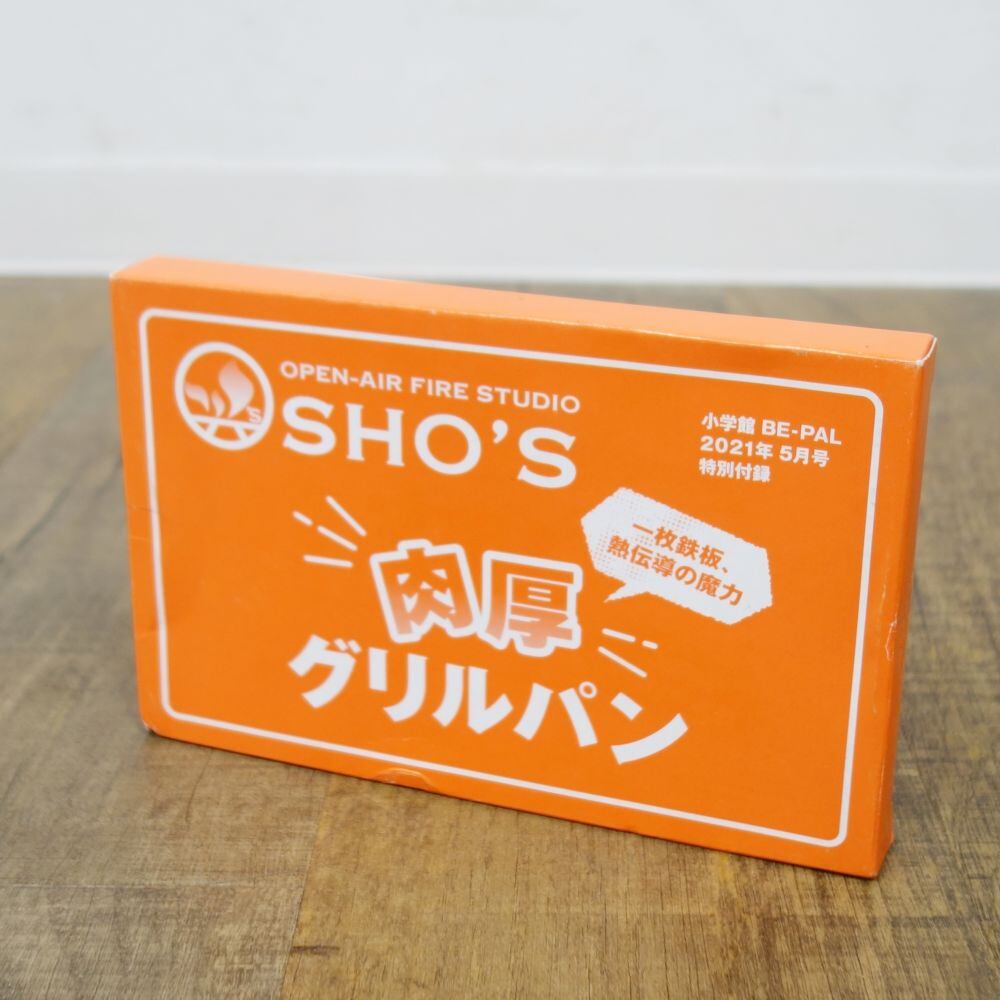 OPEN-AIR FIRE STUDIO
SHO'S
'S
小学館 BE-PAL
2021年 5月号
特別付録
一枚鉄板、
熱伝導の魔力
肉厚
グリルパン